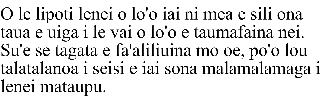 O le lipoti lenei o lo'o iai ni mea e sili ona
taua e uiga i le vai o lo'o e taumafaina nei.
Su'e se tagata e fa'aliliuina mo oe, po'o lou
talatalanoa i seisi e iai sona malamalamaga i
lenei mataupu.